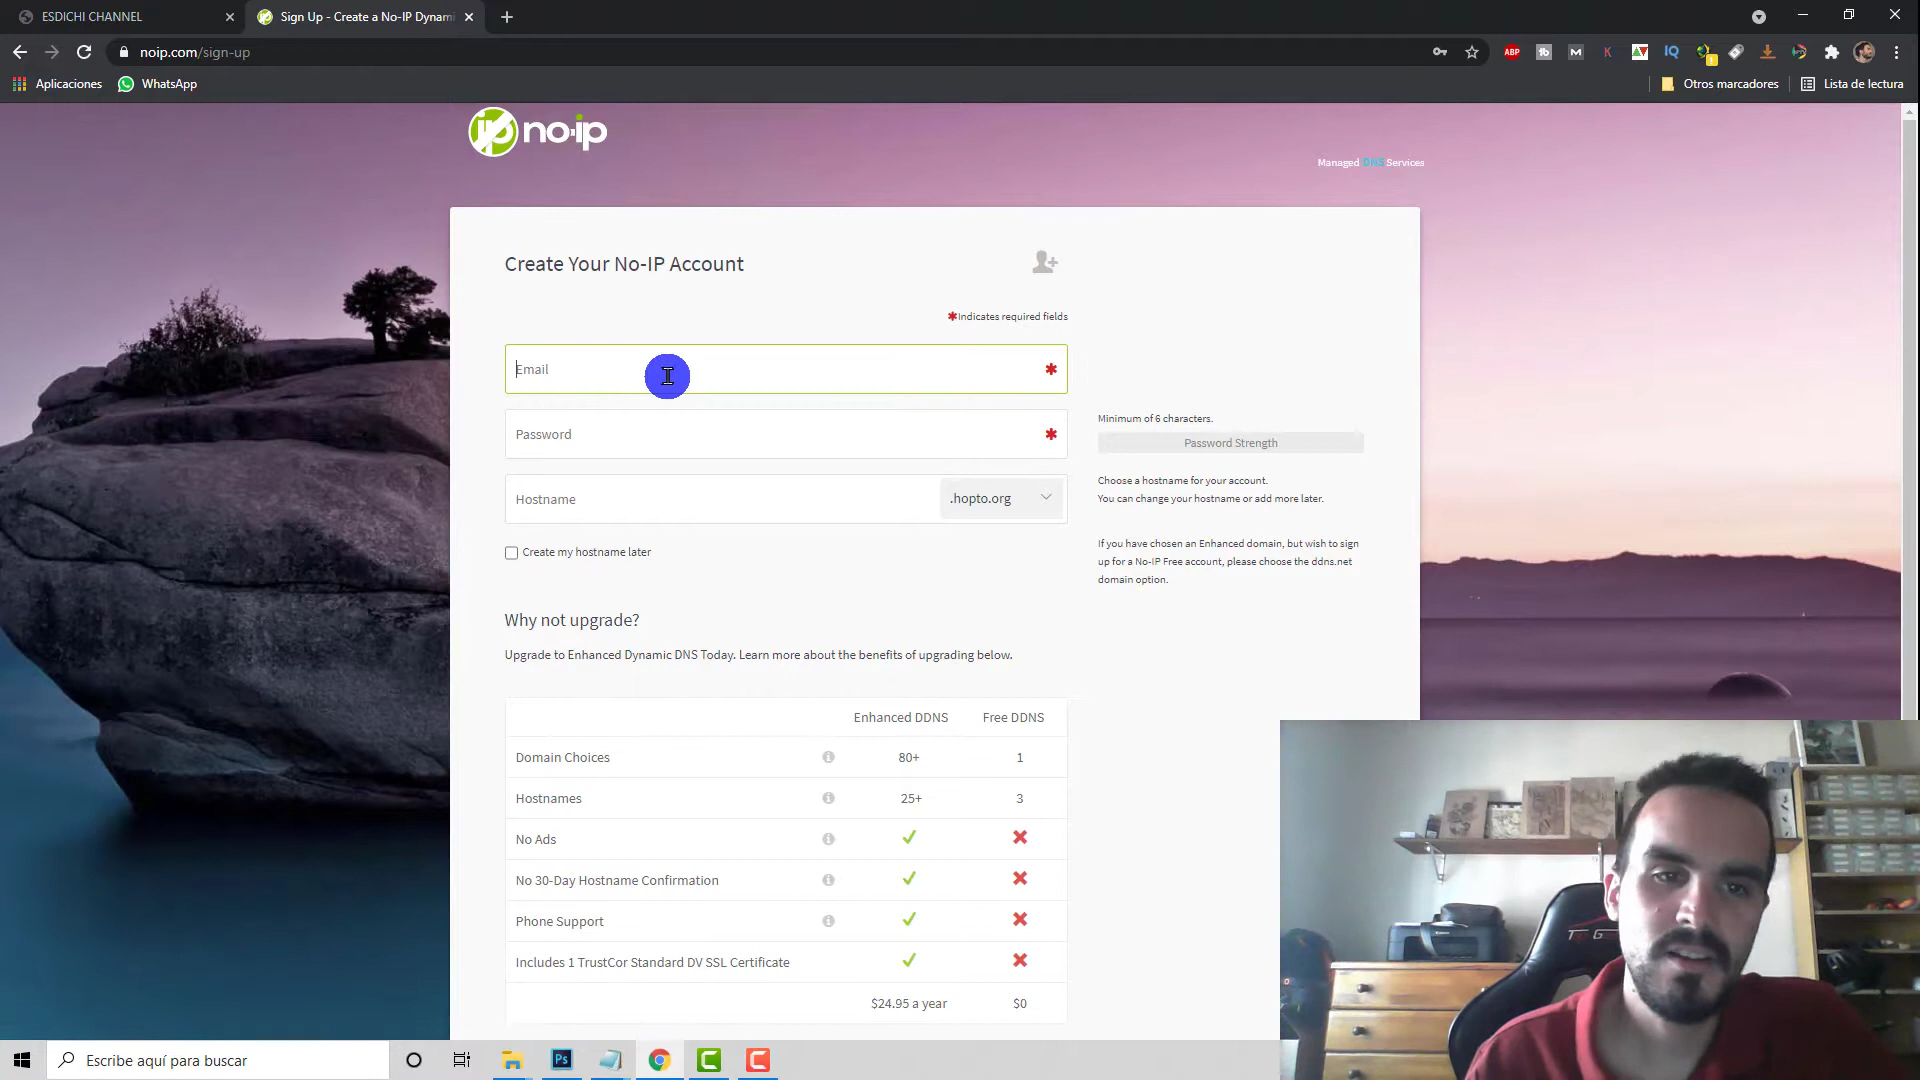 ESDICHI CHANNEL
Sign Up - Create a No-IP Dynami
noip.com/sign-up
ABP
IQ
1
Aplicaciones
WhatsApp
Otros marcadores
Lista de lectura
no-ip
Managed DNS Services
Create Your No-IP Account
*Indicates required fields
Email *
Password *
Minimum of 6 characters.
Password Strength
Hostname
.hopto.org
Choose a hostname for your account.
You can change your hostname or add more later.
Create my hostname later
If you have chosen an Enhanced domain, but wish to sign
up for a No-IP Free account, please choose the ddns.net
domain option.
Why not upgrade?
Upgrade to Enhanced Dynamic DNS Today. Learn more about the benefits of upgrading below.
Enhanced DDNS Free DDNS
Domain Choices 80+ 1
Hostnames 25+ 3
No Ads
No 30-Day Hostname Confirmation
Phone Support
Includes 1 TrustCor Standard DV SSL Certificate
$24.95 a year $0
Escribe aquí para buscar
Ps